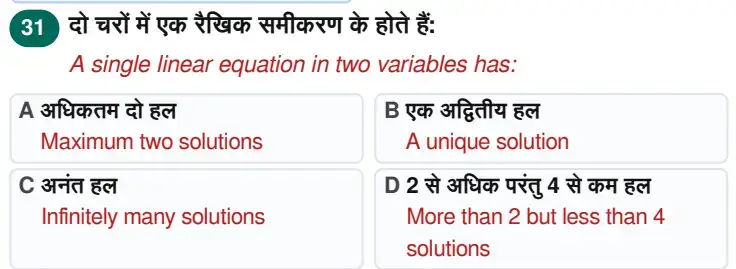 31 दो चरों में एक रैखिक समीकरण के होते हैं:
A single linear equation in two variables has:
A अधिकतम दो हल
Maximum two solutions
B एक अद्वितीय हल
A unique solution
C अनंत हल
Infinitely many solutions
D 2 से अधिक परंतु 4 से कम हल
More than 2 but less than 4
solutions